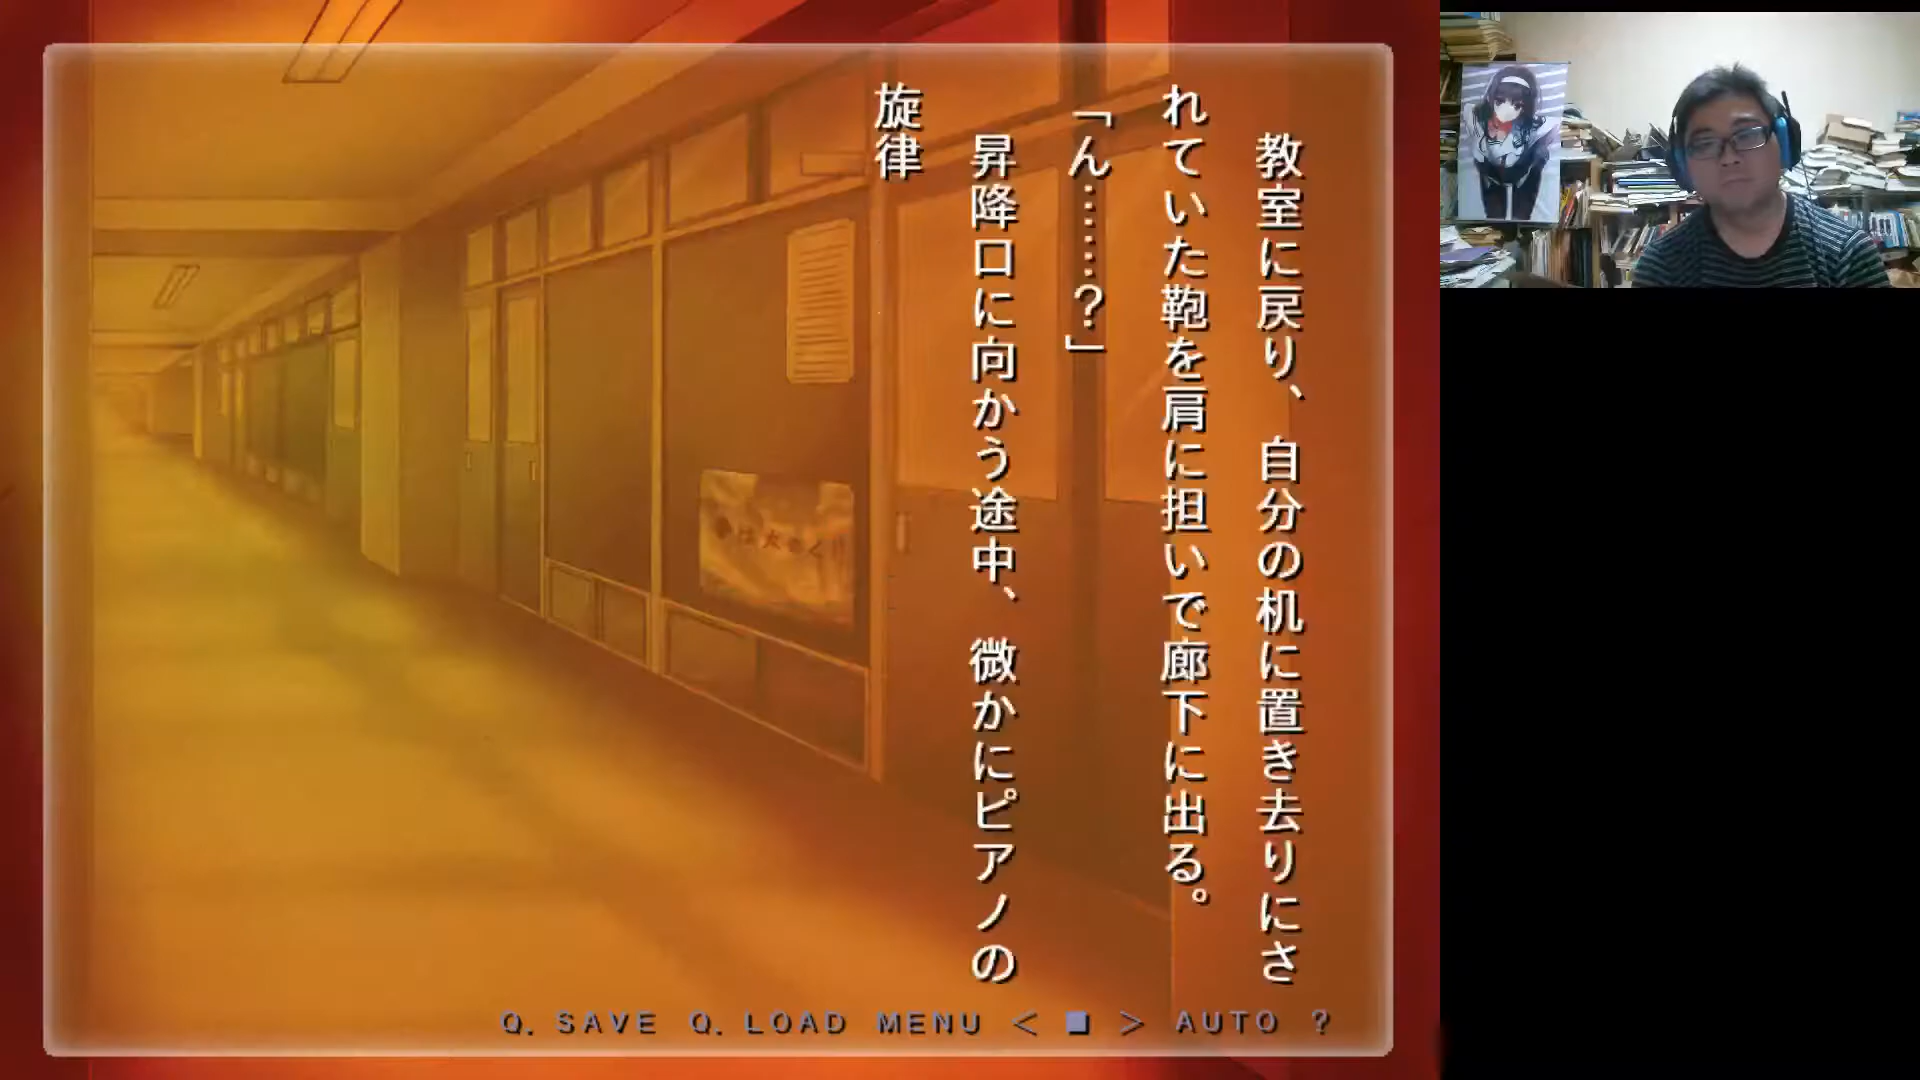 教室に戻り、自分の机に置き去りにさ
れていた鞄を肩に担いで廊下に出る。
「ん……？」
昇降口に向かう途中、微かにピアノの
旋律
Q. SAVE Q. LOAD MENU < ■ > AUTO ?